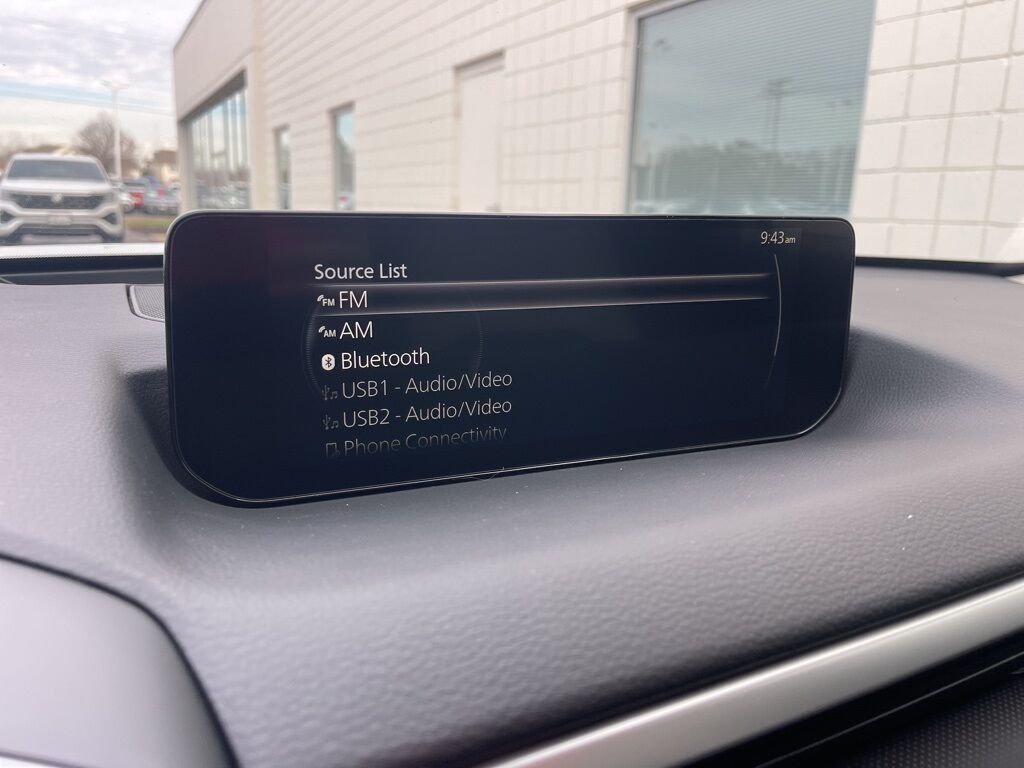 9:43am
Source List
FM FM
AM AM
Bluetooth
USB1 - Audio/Video
USB2 - Audio/Video
Phone Connectivity